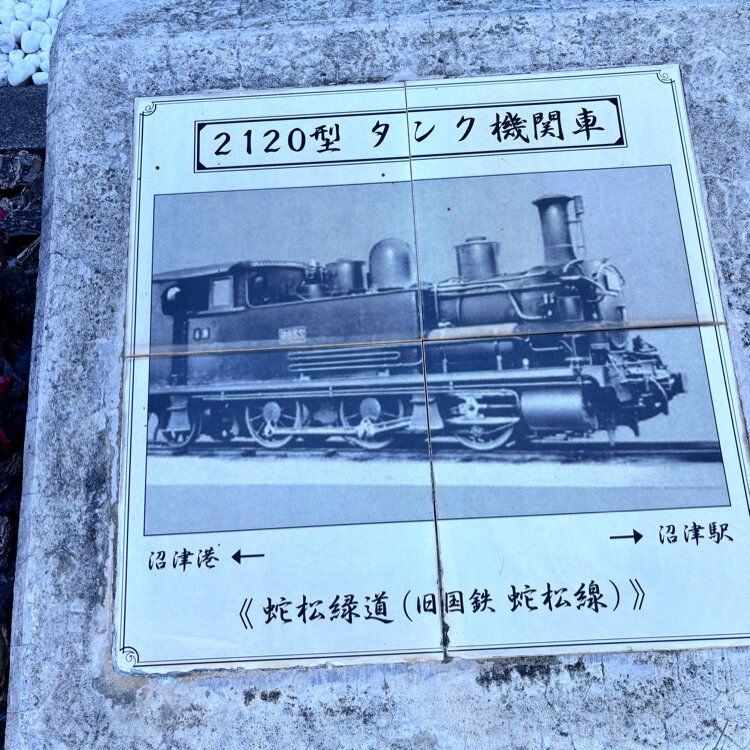 2120型 タンク機関車
沼津港 ← → 沼津駅
《蛇松緑道(旧国鉄 蛇松線)》